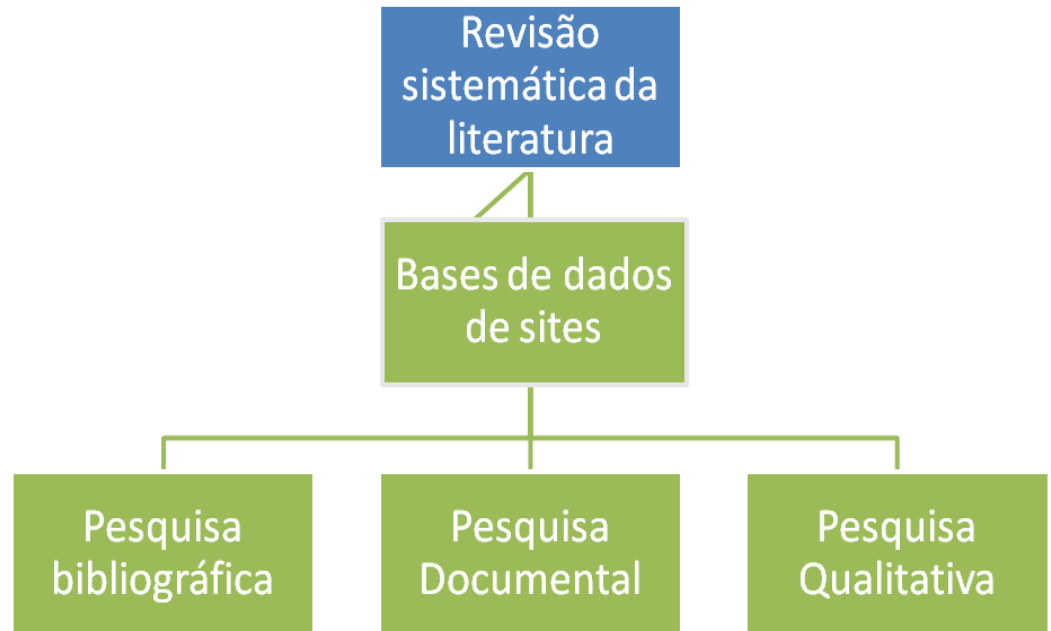 Revisão
sistemática da
literatura
Bases de dados
de sites
Pesquisa
bibliográfica
Pesquisa
Documental
Pesquisa
Qualitativa